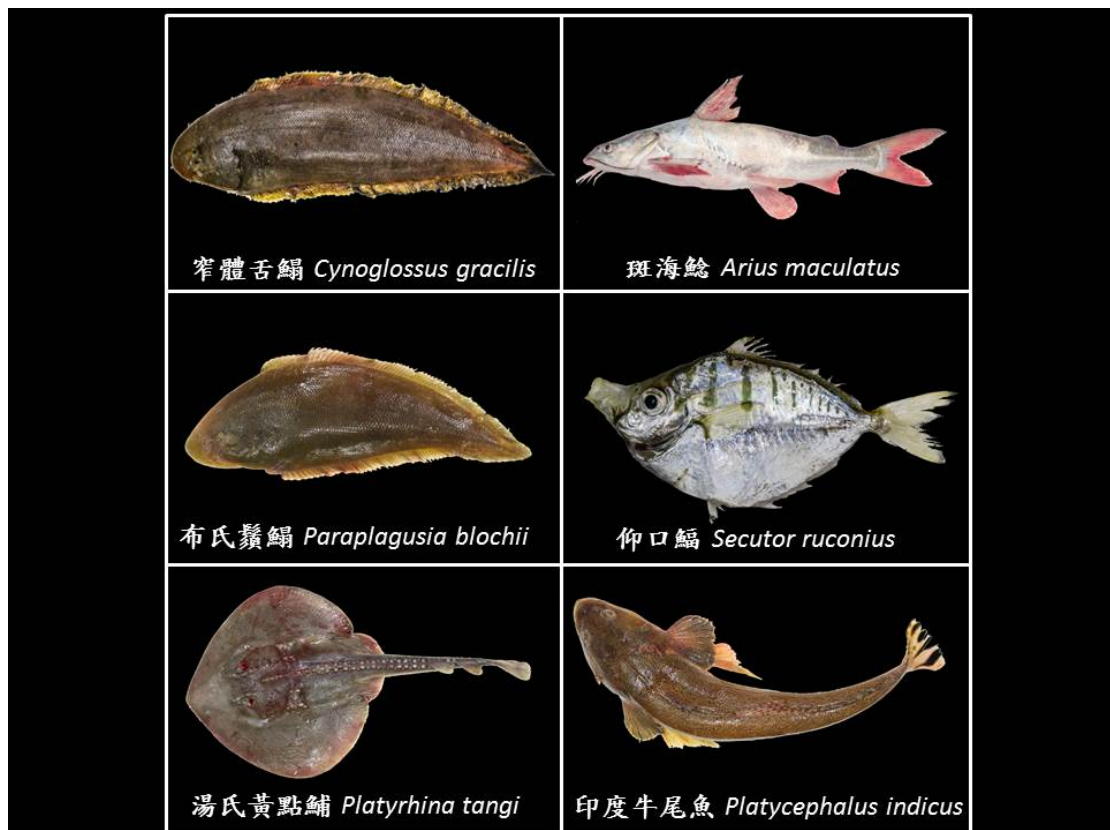 窄體舌鰨 Cynoglossus gracilis
斑海鯰 Arius maculatus
布氏鬚鰨 Paraplagusia blochii
仰口鰏 Secutor ruconius
湯氏黃點鯆 Platyrhina tangi
印度牛尾魚 Platycephalus indicus